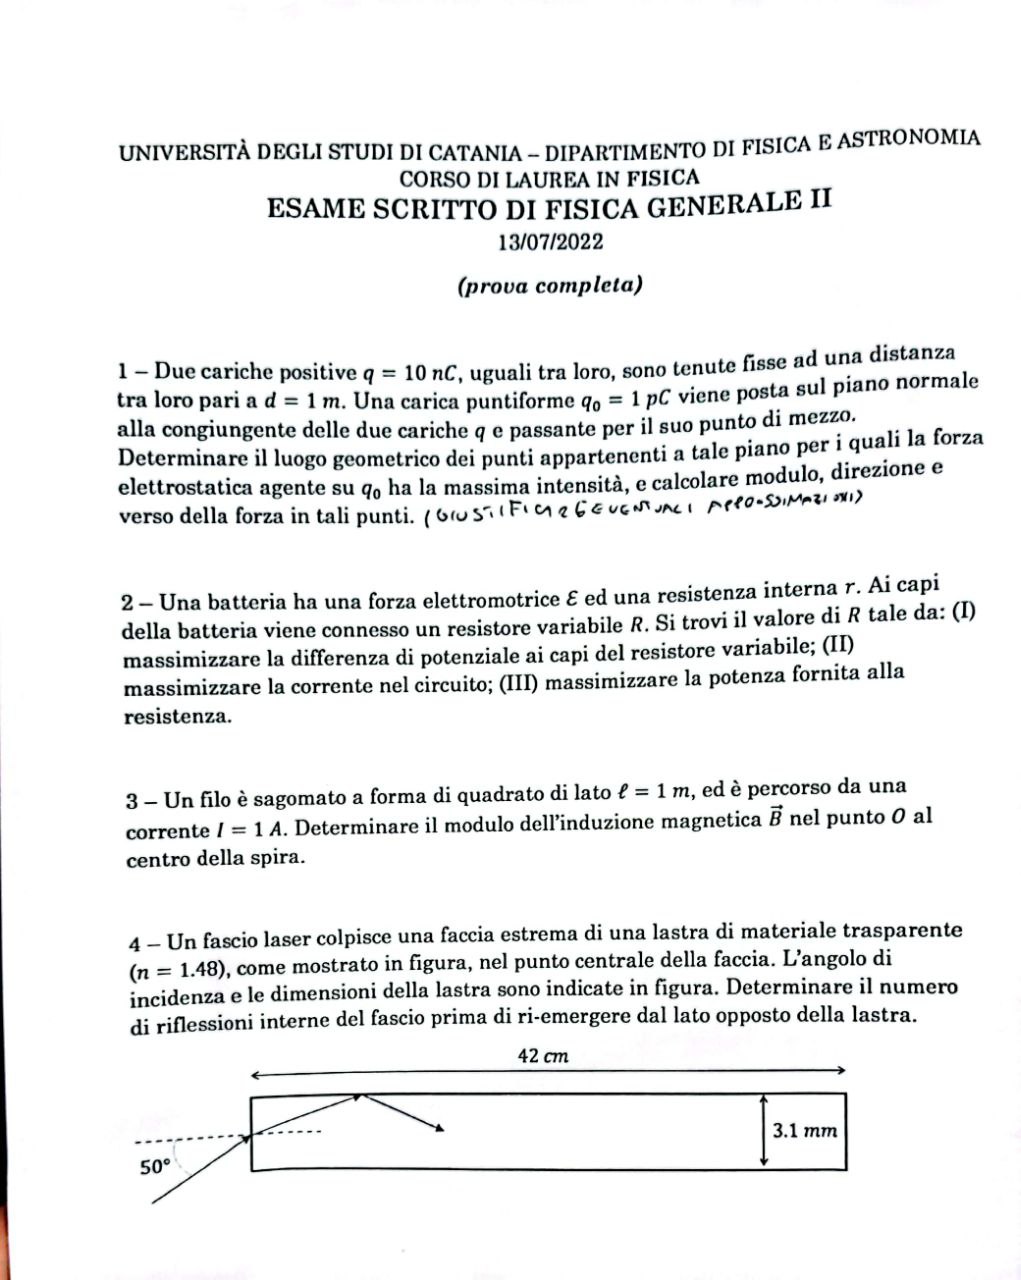 UNIVERSITÀ DEGLI STUDI DI CATANIA – DIPARTIMENTO DI FISICA E ASTRONOMIA
CORSO DI LAUREA IN FISICA
ESAME SCRITTO DI FISICA GENERALE II
13/07/2022
(prova completa)
1 – Due cariche positive q = 10 nC, uguali tra loro, sono tenute fisse ad una distanza
tra loro pari a d = 1 m. Una carica puntiforme q₀ = 1 pC viene posta sul piano normale
alla congiungente delle due cariche q e passante per il suo punto di mezzo.
Determinare il luogo geometrico dei punti appartenenti a tale piano per i quali la forza
elettrostatica agente su q₀ ha la massima intensità, e calcolare modulo, direzione e
verso della forza in tali punti. (GIUSTIFICARE EVENTUALI APPROSSIMAZIONI)
2 – Una batteria ha una forza elettromotrice ℰ ed una resistenza interna r. Ai capi
della batteria viene connesso un resistore variabile R. Si trovi il valore di R tale da: (I)
massimizzare la differenza di potenziale ai capi del resistore variabile; (II)
massimizzare la corrente nel circuito; (III) massimizzare la potenza fornita alla
resistenza.
3 – Un filo è sagomato a forma di quadrato di lato ℓ = 1 m, ed è percorso da una
corrente I = 1 A. Determinare il modulo dell'induzione magnetica B⃗ nel punto O al
centro della spira.
4 – Un fascio laser colpisce una faccia estrema di una lastra di materiale trasparente
(n = 1.48), come mostrato in figura, nel punto centrale della faccia. L'angolo di
incidenza e le dimensioni della lastra sono indicate in figura. Determinare il numero
di riflessioni interne del fascio prima di ri-emergere dal lato opposto della lastra.
42 cm
3.1 mm
50°